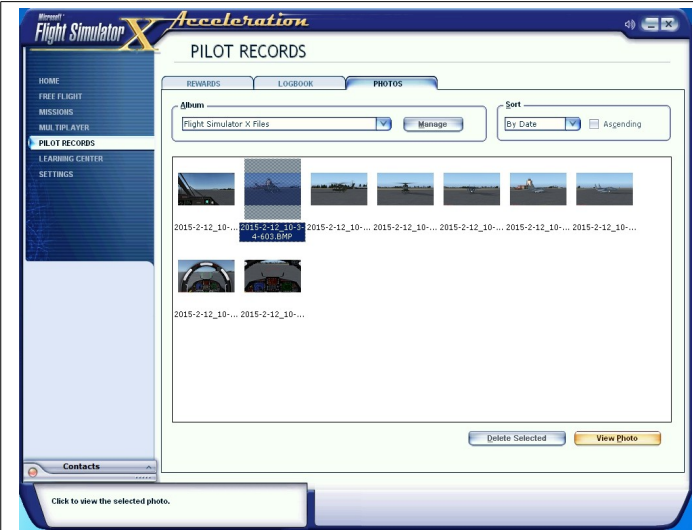 Microsoft®
Flight Simulator X
Acceleration
PILOT RECORDS
HOME
FREE FLIGHT
MISSIONS
MULTIPLAYER
PILOT RECORDS
LEARNING CENTER
SETTINGS
REWARDS LOGBOOK PHOTOS
Album
Flight Simulator X Files Manage
Sort
By Date Ascending
2015-2-12_10-... 2015-2-12_10-3- 2015-2-12_10-... 2015-2-12_10-... 2015-2-12_10-... 2015-2-12_10-... 2015-2-12_10-...
4-603.BMP
2015-2-12_10-... 2015-2-12_10-...
Delete Selected View Photo
Contacts
Click to view the selected photo.